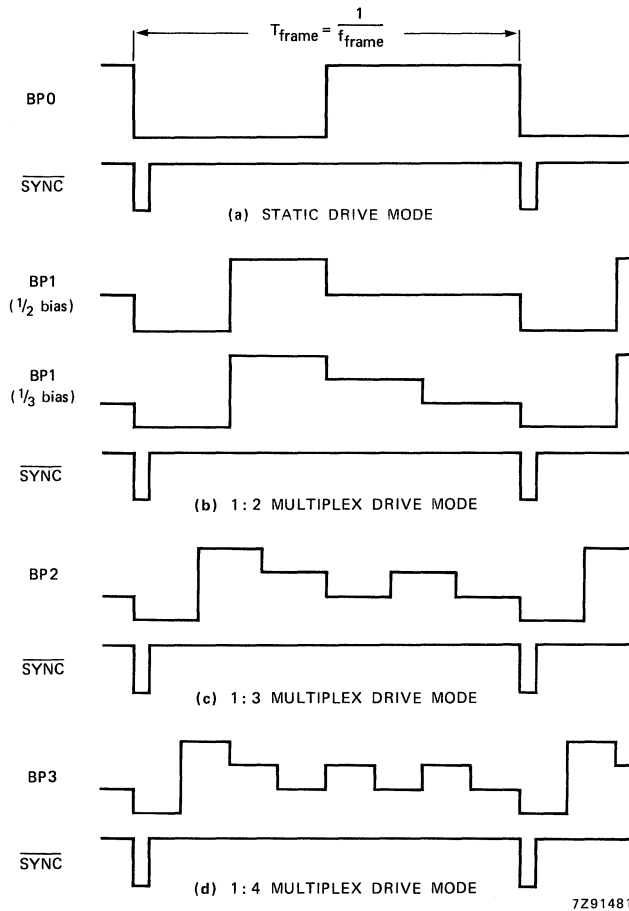 T_frame = 1 / f_frame
BP0
SYNC
(a) STATIC DRIVE MODE
BP1
(1/2 bias)
BP1
(1/3 bias)
SYNC
(b) 1:2 MULTIPLEX DRIVE MODE
BP2
SYNC
(c) 1:3 MULTIPLEX DRIVE MODE
BP3
SYNC
(d) 1:4 MULTIPLEX DRIVE MODE
7Z91481